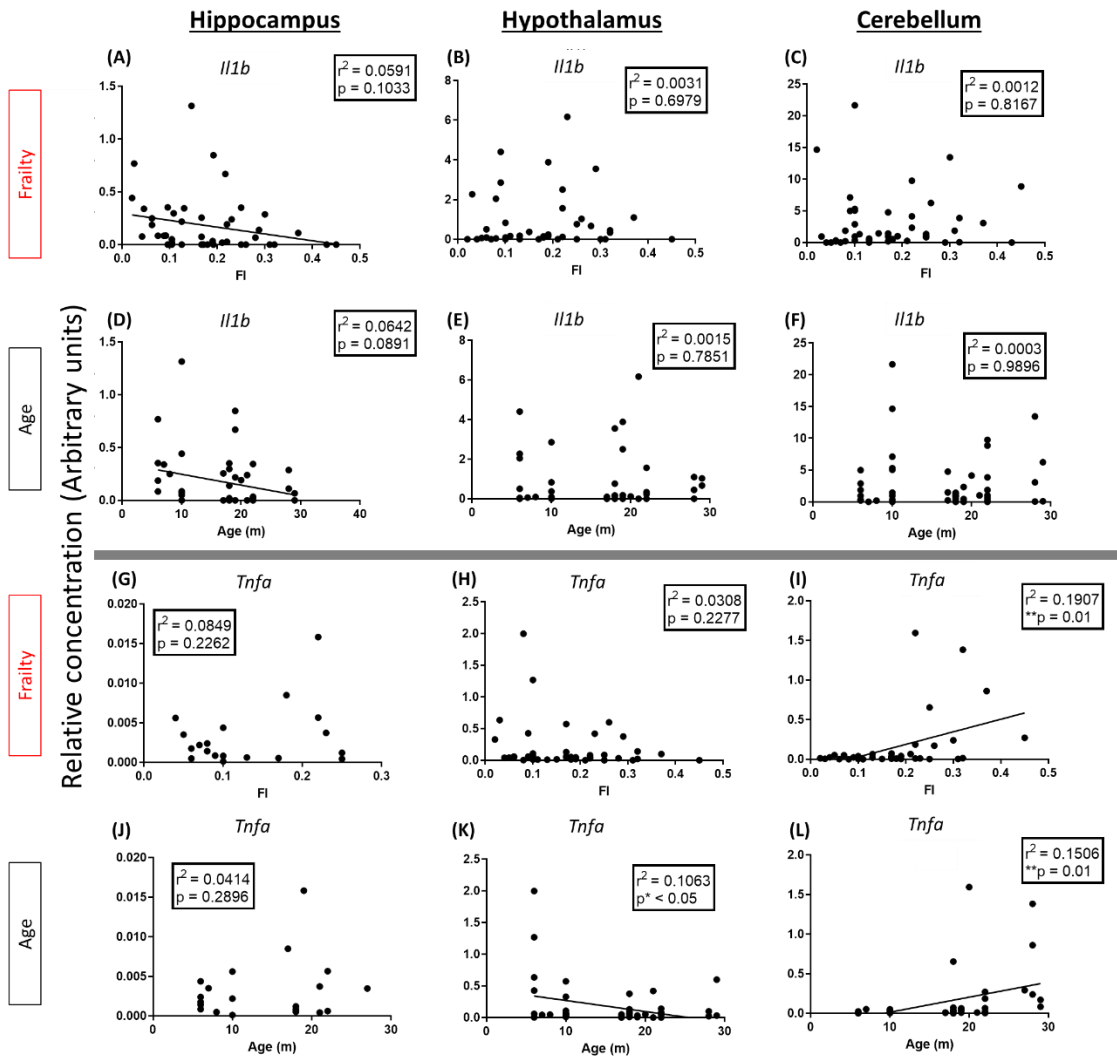 Hippocampus
Hypothalamus
Cerebellum
Frailty
Age
Frailty
Age
Relative concentration (Arbitrary units)
(A)
Il1b
r2 = 0.0591
p = 0.1033
1.5
1.0
0.5
0.0
0.0 0.1 0.2 0.3 0.4 0.5
FI
(B)
Il1b
r2 = 0.0031
p = 0.6979
8
6
4
2
0
0.0 0.1 0.2 0.3 0.4 0.5
FI
(C)
Il1b
r2 = 0.0012
p = 0.8167
25
20
15
10
5
0
0.0 0.1 0.2 0.3 0.4 0.5
FI
(D)
Il1b
r2 = 0.0642
p = 0.0891
1.5
1.0
0.5
0.0
0 10 20 30 40
Age (m)
(E)
Il1b
r2 = 0.0015
p = 0.7851
8
6
4
2
0
0 10 20 30
Age (m)
(F)
Il1b
r2 = 0.0003
p = 0.9896
25
20
15
10
5
0
0 10 20 30
Age (m)
(G)
Tnfa
r2 = 0.0849
p = 0.2262
0.020
0.015
0.010
0.005
0.000
0.0 0.1 0.2 0.3
FI
(H)
Tnfa
r2 = 0.0308
p = 0.2277
2.5
2.0
1.5
1.0
0.5
0.0
0.0 0.1 0.2 0.3 0.4 0.5
FI
(I)
Tnfa
r2 = 0.1907
**p = 0.01
2.0
1.5
1.0
0.5
0.0
0.0 0.1 0.2 0.3 0.4 0.5
FI
(J)
Tnfa
r2 = 0.0414
p = 0.2896
0.020
0.015
0.010
0.005
0.000
0 10 20 30
Age (m)
(K)
Tnfa
r2 = 0.1063
p* < 0.05
2.5
2.0
1.5
1.0
0.5
0.0
0 10 20 30
Age (m)
(L)
Tnfa
r2 = 0.1506
**p = 0.01
2.0
1.5
1.0
0.5
0.0
0 10 20 30
Age (m)